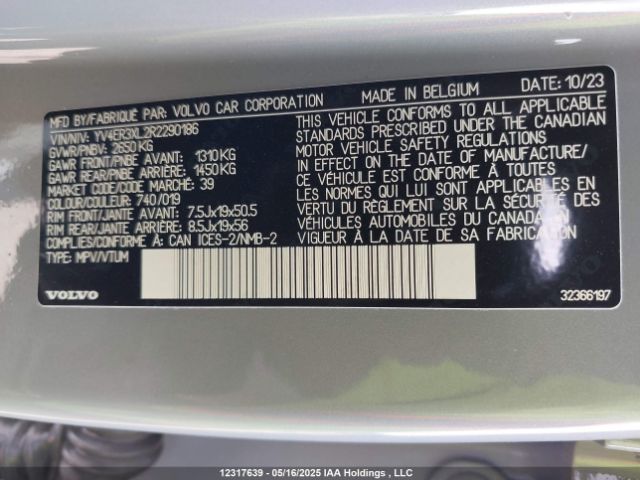 MFD BY/FABRIQUÉ PAR: VOLVO CAR CORPORATION MADE IN BELGIUM DATE: 10/23
VIN/NIV: YV4ER3XL2R2290186
GVWR/PNBV: 2650 KG
GAWR FRONT/PNBE AVANT: 1310 KG
GAWR REAR/PNBE ARRIÈRE: 1450 KG
MARKET CODE/CODE MARCHÉ: 39
COLOUR/COULEUR: 740/019
RIM FRONT/JANTE AVANT: 7.5Jx19x50.5
RIM REAR/JANTE ARRIÈRE: 8.5Jx19x56
COMPLIES/CONFORME À: CAN ICES-2/NMB-2
TYPE: MPV/VTUM
THIS VEHICLE CONFORMS TO ALL APPLICABLE
STANDARDS PRESCRIBED UNDER THE CANADIAN
MOTOR VEHICLE SAFETY REGULATIONS
IN EFFECT ON THE DATE OF MANUFACTURE/
CE VÉHICULE EST CONFORME À TOUTES
LES NORMES QUI LUI SONT APPLICABLES EN
VERTU DU RÈGLEMENT SUR LA SÉCURITÉ DES
VÉHICULES AUTOMOBILES DU CANADA EN
VIGUEUR À LA DATE DE SA FABRICATION
VOLVO
32366197
12317639 05/16/2025 IAA Holdings , LLC